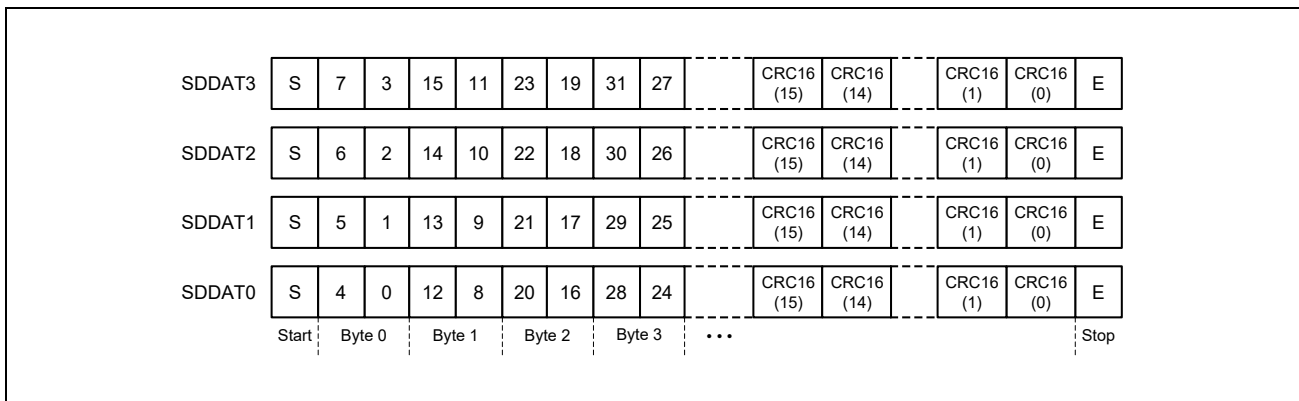 SDDAT3 S 7 3 15 11 23 19 31 27 CRC16 (15) CRC16 (14) CRC16 (1) CRC16 (0) E
SDDAT2 S 6 2 14 10 22 18 30 26 CRC16 (15) CRC16 (14) CRC16 (1) CRC16 (0) E
SDDAT1 S 5 1 13 9 21 17 29 25 CRC16 (15) CRC16 (14) CRC16 (1) CRC16 (0) E
SDDAT0 S 4 0 12 8 20 16 28 24 CRC16 (15) CRC16 (14) CRC16 (1) CRC16 (0) E
Start Byte 0 Byte 1 Byte 2 Byte 3 • • • Stop